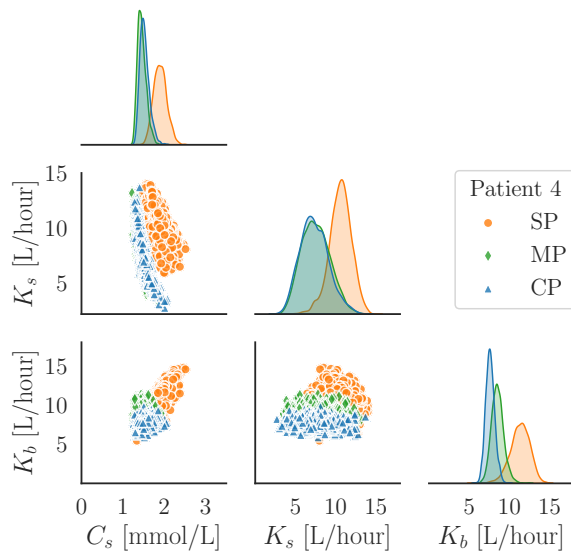 15
10
5
K_s [L/hour]
Patient 4
SP
MP
CP
20
15
10
5
K_b [L/hour]
0 1 2 3
5 10 15
5 10 15
C_s [mmol/L]
K_s [L/hour]
K_b [L/hour]